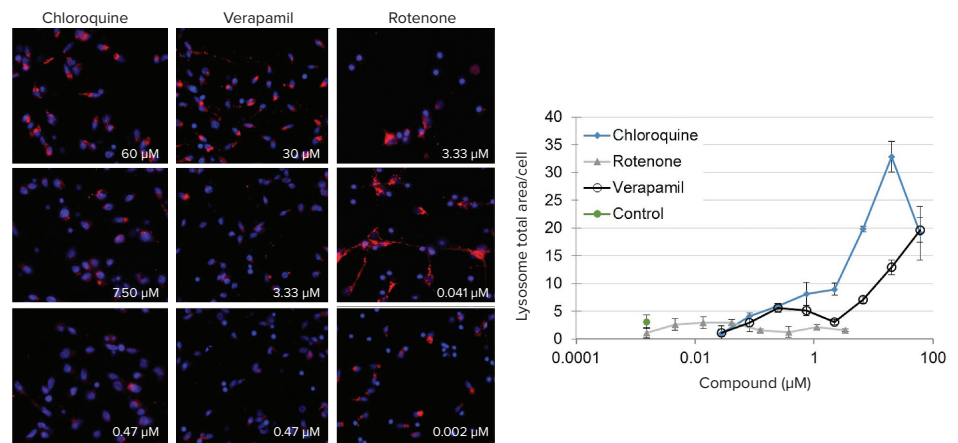 Chloroquine Verapamil Rotenone
60 µM 30 µM 3.33 µM
7.50 µM 3.33 µM 0.041 µM
0.47 µM 0.47 µM 0.002 µM
Lysosome total area/cell
40
35
30
25
20
15
10
5
0
Chloroquine
Rotenone
Verapamil
Control
0.0001 0.01 1 100
Compound (µM)